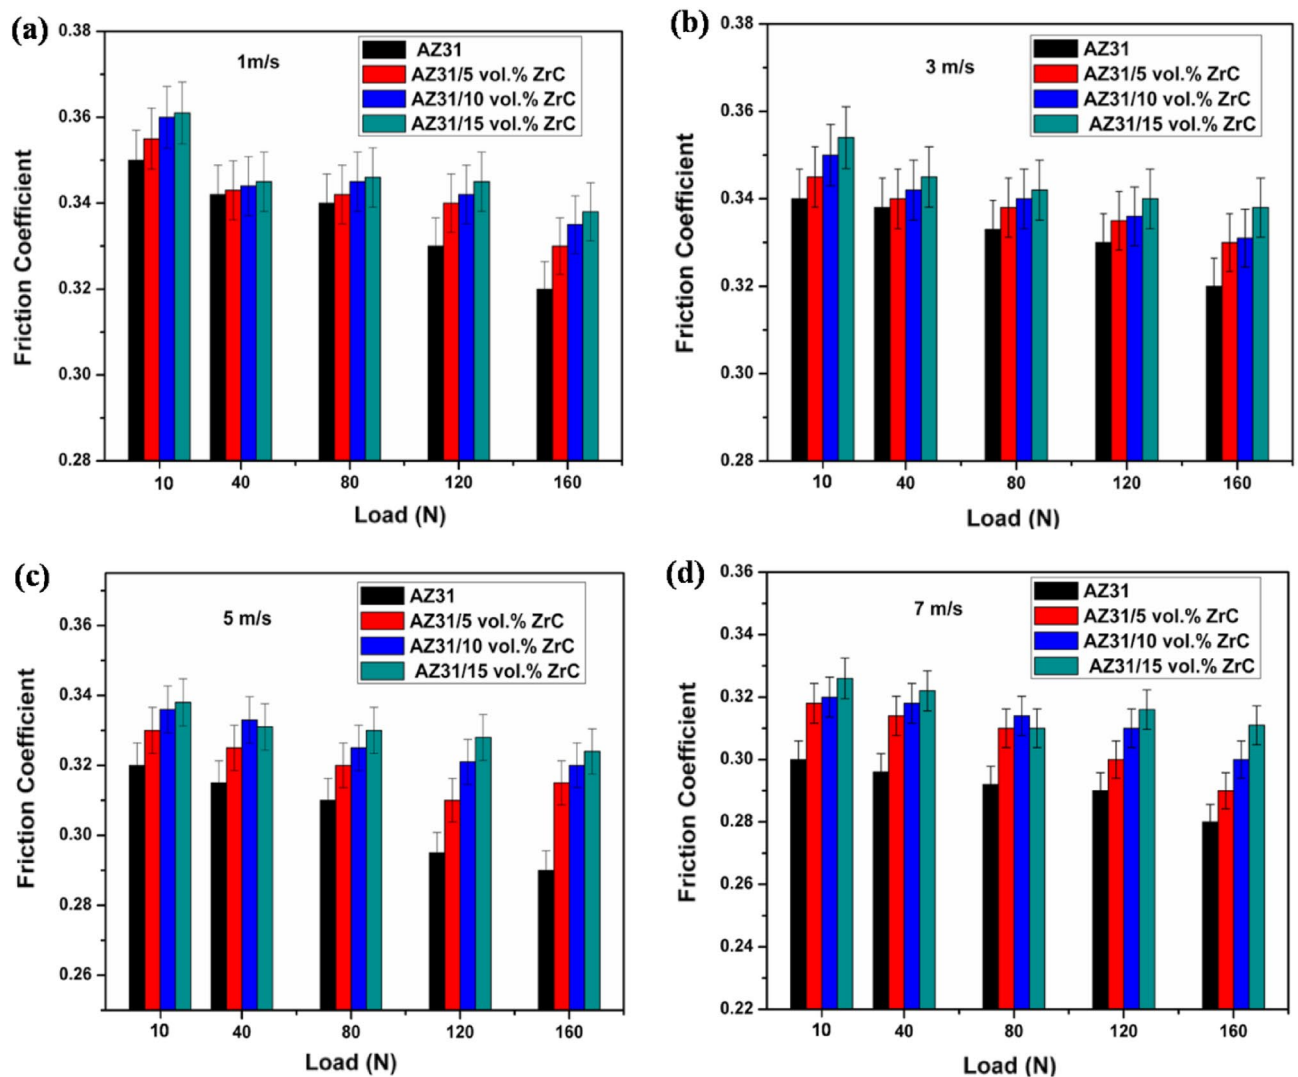 (a)
0.38
0.36
0.34
0.32
0.30
0.28
Friction Coefficient
1m/s
AZ31
AZ31/5 vol.% ZrC
AZ31/10 vol.% ZrC
AZ31/15 vol.% ZrC
10 40 80 120 160
Load (N)
(b)
0.38
0.36
0.34
0.32
0.30
0.28
Friction Coefficient
3 m/s
AZ31
AZ31/5 vol.% ZrC
AZ31/10 vol.% ZrC
AZ31/15 vol.% ZrC
10 40 80 120 160
Load (N)
(c)
0.36
0.34
0.32
0.30
0.28
0.26
Friction Coefficient
5 m/s
AZ31
AZ31/5 vol.% ZrC
AZ31/10 vol.% ZrC
AZ31/15 vol.% ZrC
10 40 80 120 160
Load (N)
(d)
0.36
0.34
0.32
0.30
0.28
0.26
0.24
0.22
Friction Coefficient
7 m/s
AZ31
AZ31/5 vol.% ZrC
AZ31/10 vol.% ZrC
AZ31/15 vol.% ZrC
10 40 80 120 160
Load (N)